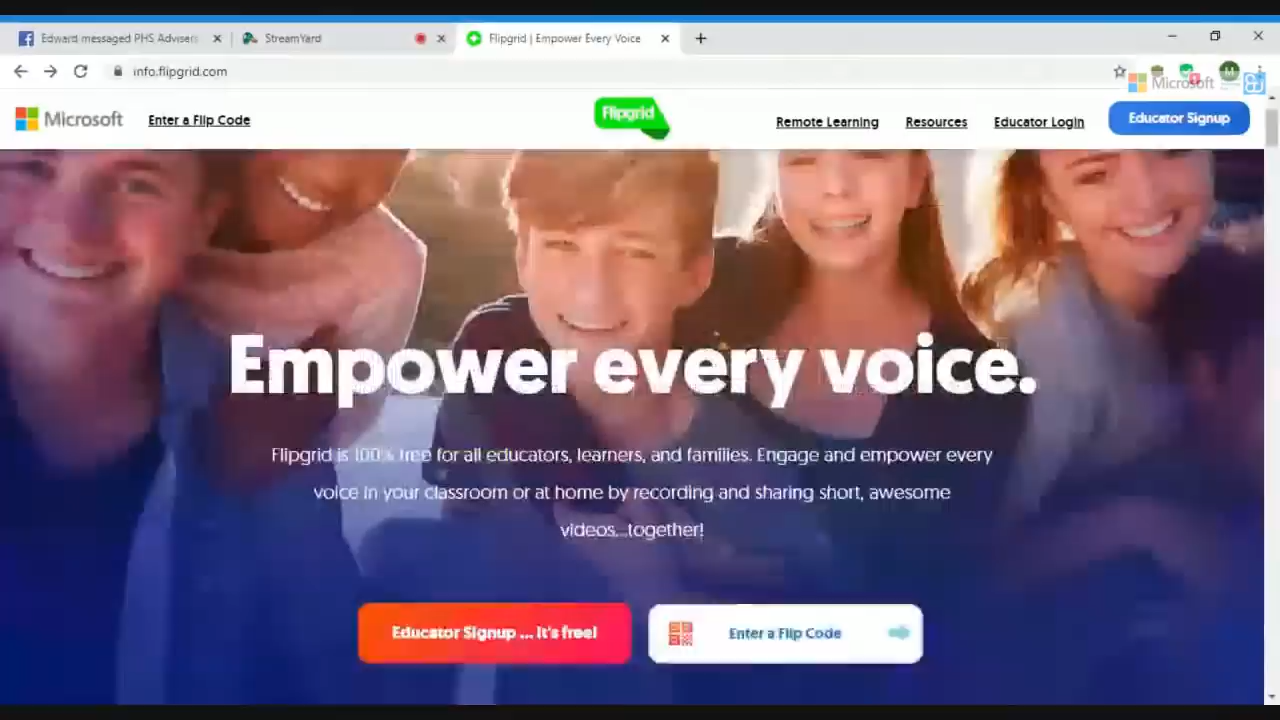 Edward messaged PHS Advisers
StreamYard
Flipgrid | Empower Every Voice
info.flipgrid.com
M
Microsoft
Microsoft
Enter a Flip Code
Flipgrid
Remote Learning
Resources
Educator Login
Educator Signup
Empower every voice.
Flipgrid is 100% free for all educators, learners, and families. Engage and empower every
voice in your classroom or at home by recording and sharing short, awesome
videos...together!
Educator Signup ... It's free!
Enter a Flip Code